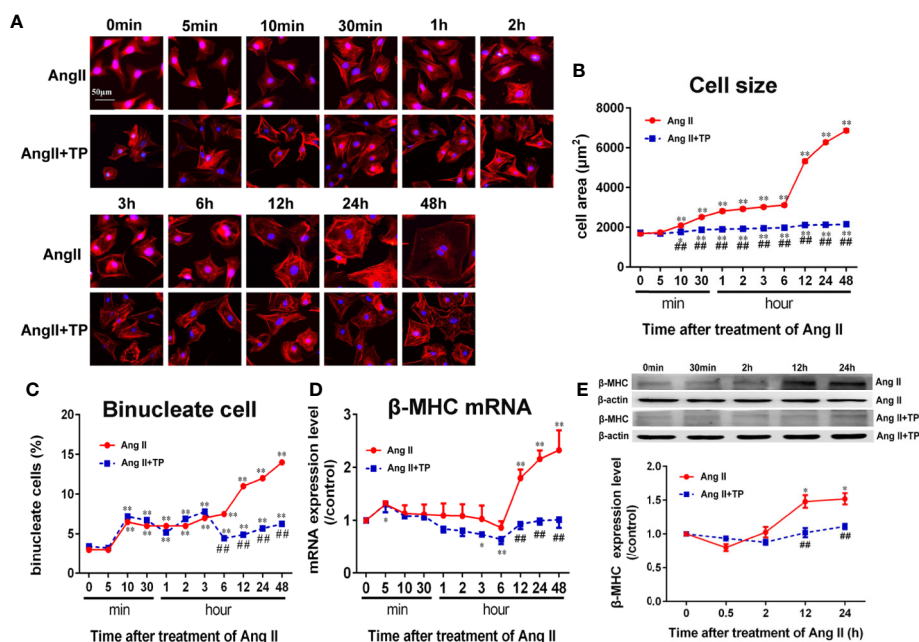 A
0min 5min 10min 30min 1h 2h
AngII
50μm
AngII+TP
3h 6h 12h 24h 48h
AngII
AngII+TP
B
Cell size
Ang II
Ang II+TP
cell area (μm²)
8000
6000
4000
2000
0
** ** ** ** ** ** ** ** **
* ** ** ** ** ** ** ** **
## ## ## ## ## ## ## ##
0 5 10 30 1 2 3 6 12 24 48
min hour
Time after treatment of Ang II
C
Binucleate cell
Ang II
Ang II+TP
binucleate cells (%)
20
15
10
5
0
** ** ** ** ** ** ** ** **
** ** ** ** ** ** ** ** **
## ## ## ##
0 5 10 30 1 2 3 6 12 24 48
min hour
Time after treatment of Ang II
D
β-MHC mRNA
Ang II
Ang II+TP
mRNA expression level
(/control)
3
2
1
0
** ** **
* * **
## ## ##
0 5 10 30 1 2 3 6 12 24 48
min hour
Time after treatment of Ang II
E
0min 30min 2h 12h 24h
β-MHC Ang II
β-actin Ang II
β-MHC Ang II+TP
β-actin Ang II+TP
Ang II
Ang II+TP
β-MHC expression level
(/control)
2.0
1.5
1.0
0.5
0.0
* *
## ##
0 0.5 2 12 24
Time after treatment of Ang II (h)